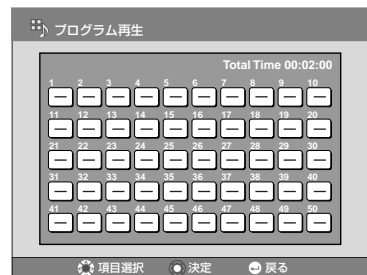 プログラム再生
Total Time 00:02:00
1 2 3 4 5 6 7 8 9 10
— — — — — — — — — —
11 12 13 14 15 16 17 18 19 20
— — — — — — — — — —
21 22 23 24 25 26 27 28 29 30
— — — — — — — — — —
31 32 33 34 35 36 37 38 39 40
— — — — — — — — — —
41 42 43 44 45 46 47 48 49 50
— — — — — — — — — —
項目選択 決定 戻る